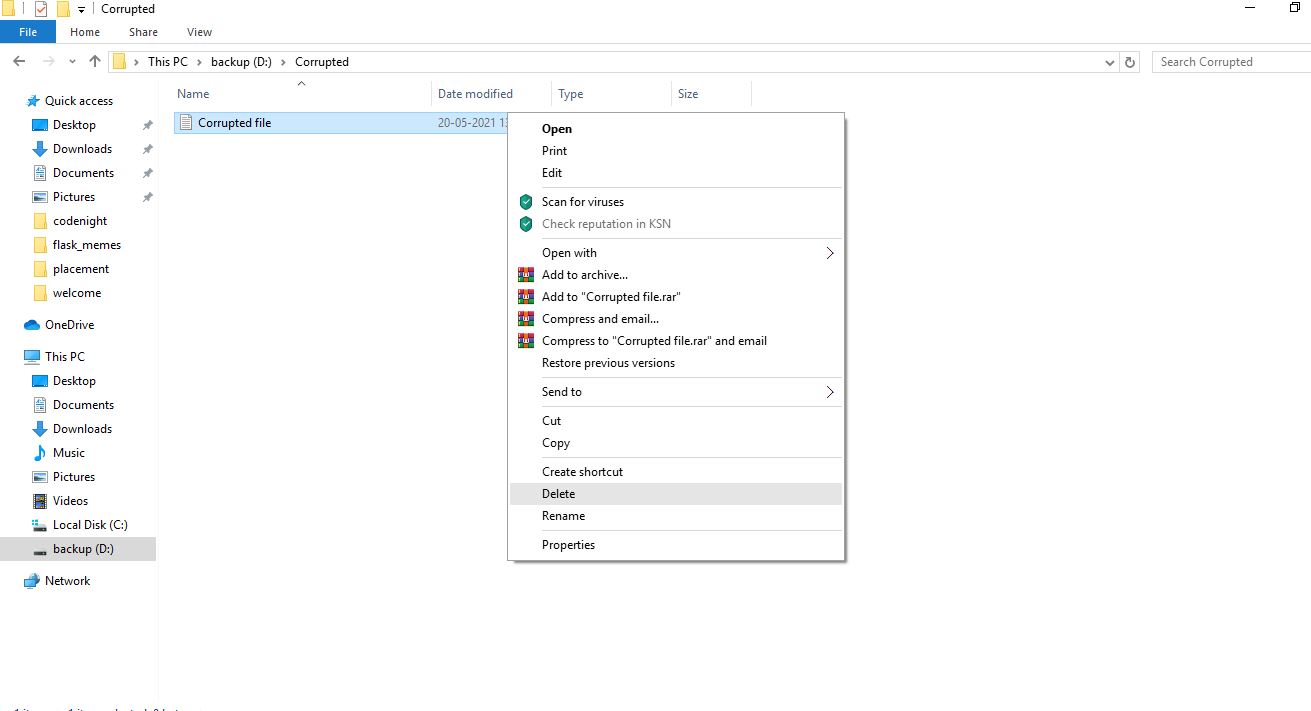 Corrupted
File Home Share View
This PC backup (D:) Corrupted
Search Corrupted
Name Date modified Type Size
Corrupted file 20-05-2021
Quick access
Desktop
Downloads
Documents
Pictures
codenight
flask_memes
placement
welcome
OneDrive
This PC
Desktop
Documents
Downloads
Music
Pictures
Videos
Local Disk (C:)
backup (D:)
Network
Open
Print
Edit
Scan for viruses
Check reputation in KSN
Open with
Add to archive...
Add to "Corrupted file.rar"
Compress and email...
Compress to "Corrupted file.rar" and email
Restore previous versions
Send to
Cut
Copy
Create shortcut
Delete
Rename
Properties